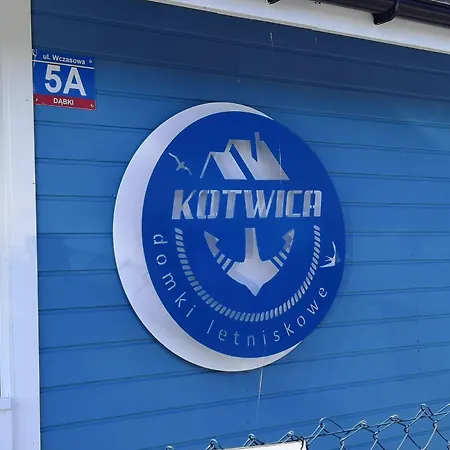 ul. Wczasowa
5A
DĄBKI
KOTWICA
domki letniskowe